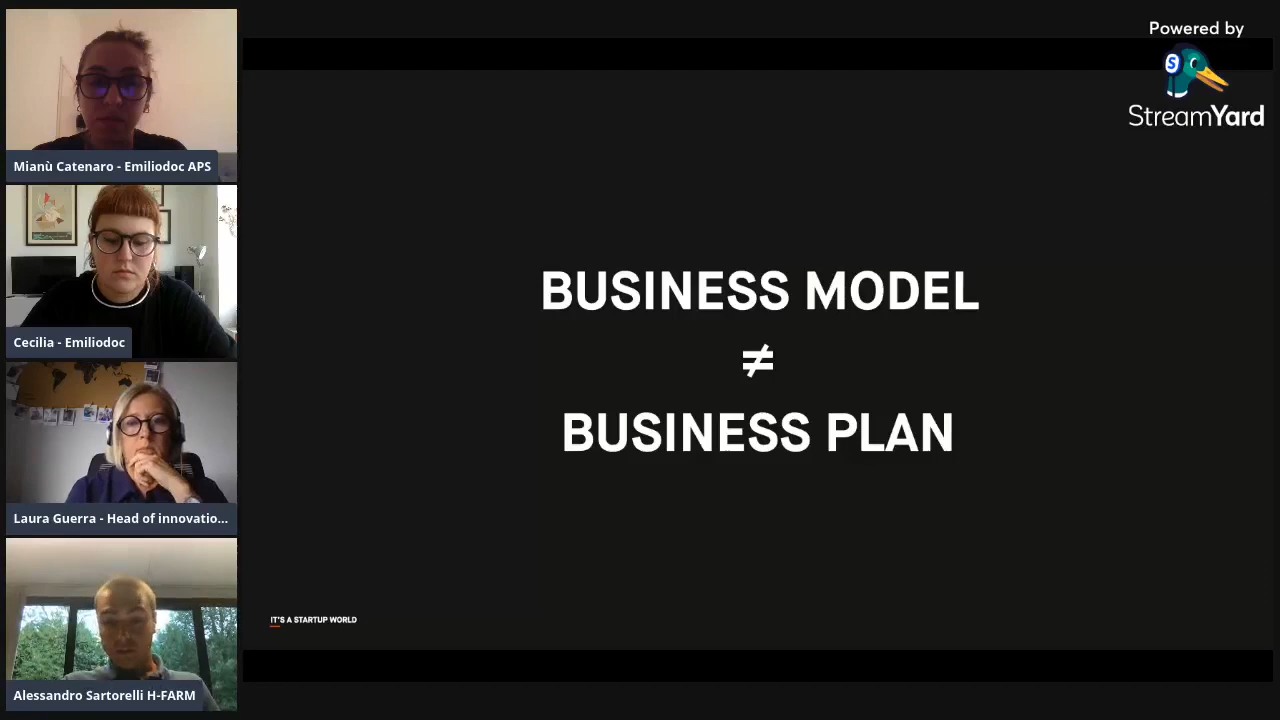 Powered by
StreamYard
Mianù Catenaro - Emiliodoc APS
Cecilia - Emiliodoc
Laura Guerra - Head of innovatio...
Alessandro Sartorelli H-FARM
BUSINESS MODEL
≠
BUSINESS PLAN
IT'S A STARTUP WORLD